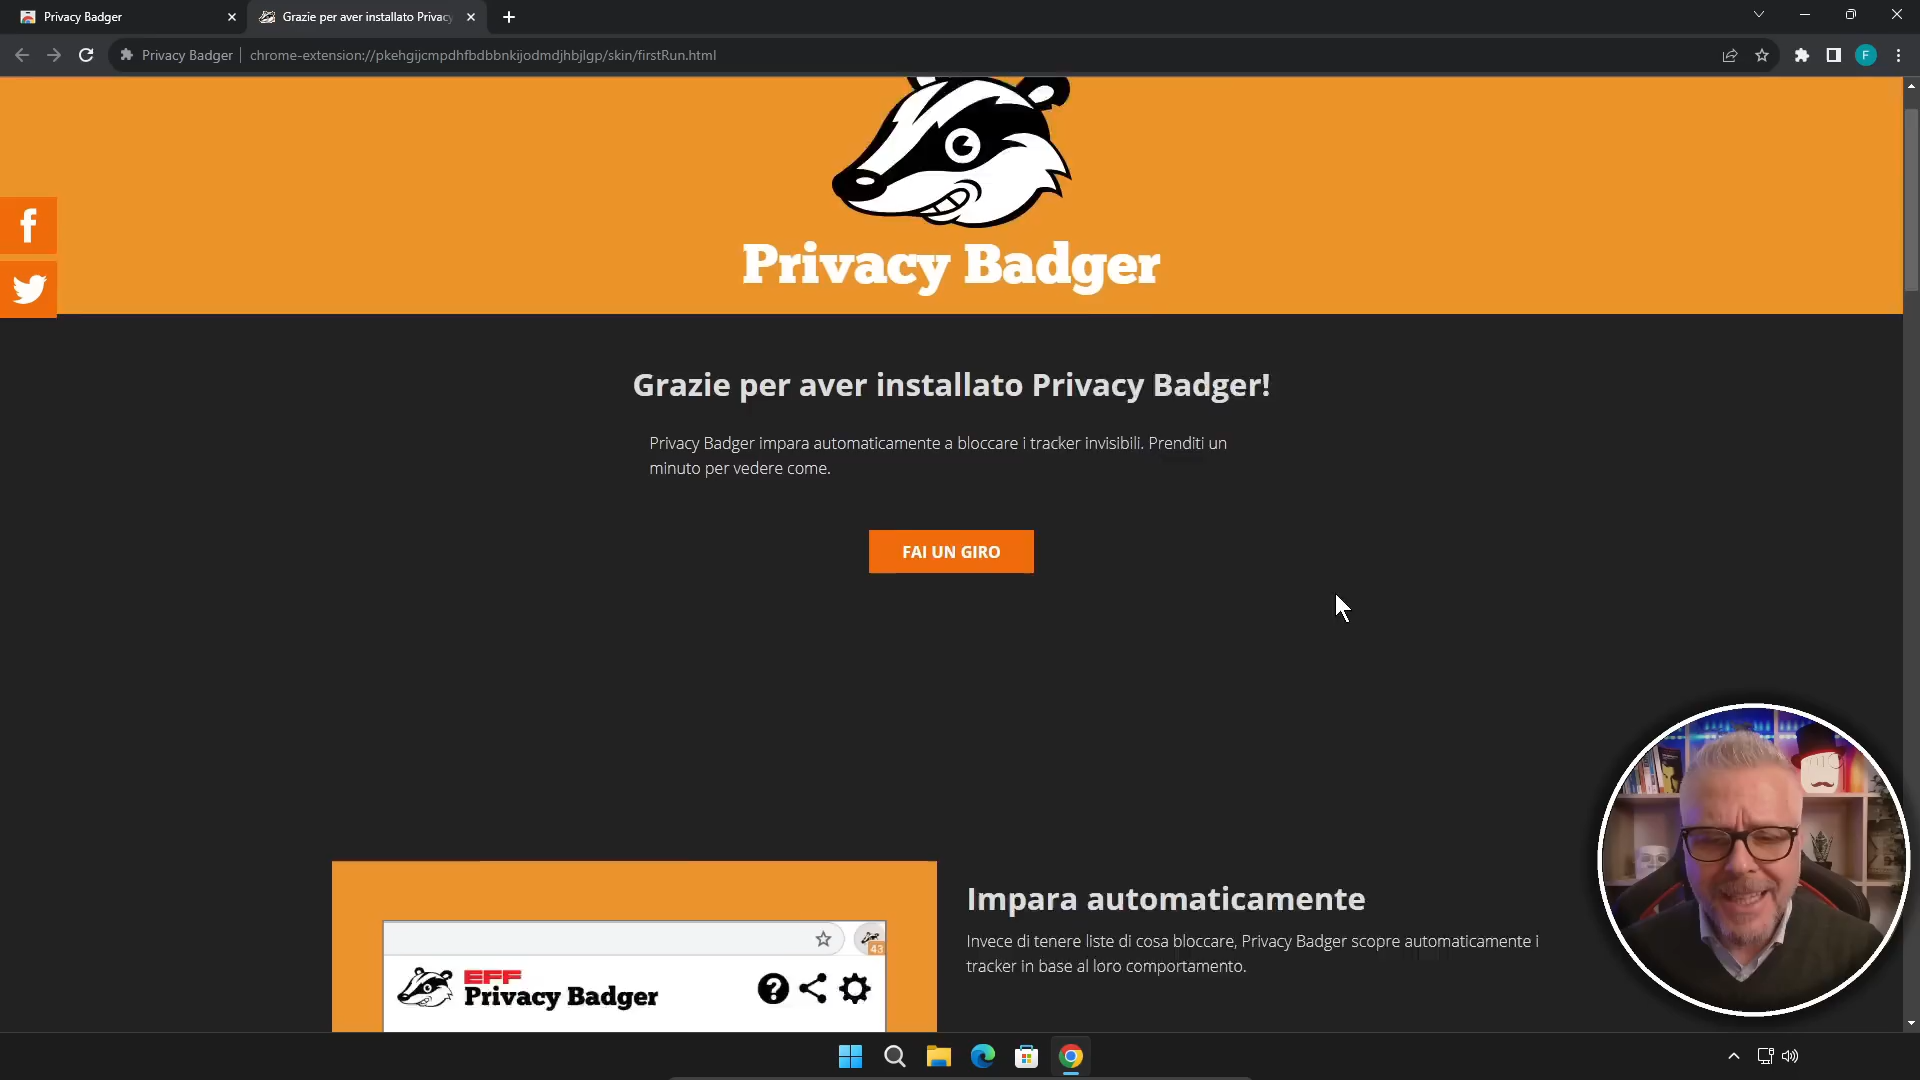 Privacy Badger
Grazie per aver installato Privacy
Privacy Badger
chrome-extension://pkehgijcmpdhfbdbbnkijodmdjhbjlgp/skin/firstRun.html
F
Privacy Badger
Grazie per aver installato Privacy Badger!
Privacy Badger impara automaticamente a bloccare i tracker invisibili. Prenditi un
minuto per vedere come.
FAI UN GIRO
Impara automaticamente
Invece di tenere liste di cosa bloccare, Privacy Badger scopre automaticamente i
tracker in base al loro comportamento.
43
EFF
Privacy Badger